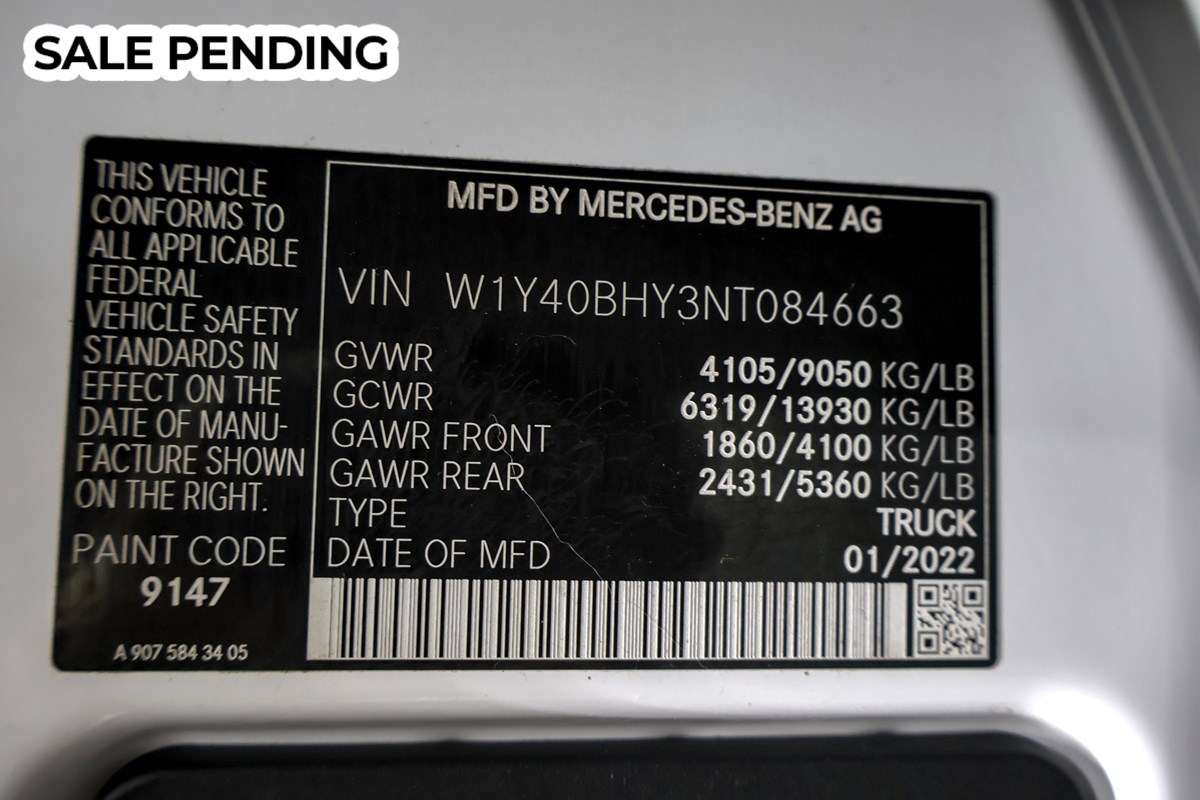 SALE PENDING
THIS VEHICLE
CONFORMS TO
ALL APPLICABLE
FEDERAL
VEHICLE SAFETY
STANDARDS IN
EFFECT ON THE
DATE OF MANU-
FACTURE SHOWN
ON THE RIGHT.
PAINT CODE
9147
A 907 584 34 05
MFD BY MERCEDES-BENZ AG
VIN W1Y40BHY3NT084663
GVWR 4105/9050 KG/LB
GCWR 6319/13930 KG/LB
GAWR FRONT 1860/4100 KG/LB
GAWR REAR 2431/5360 KG/LB
TYPE TRUCK
DATE OF MFD 01/2022